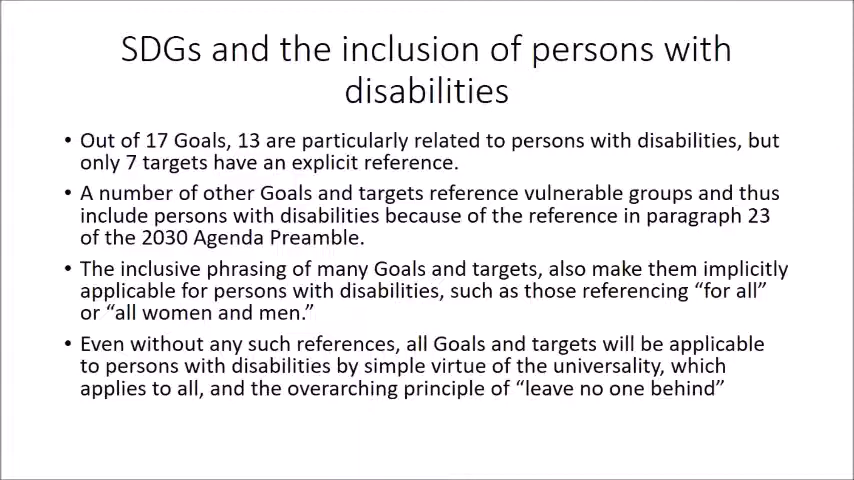 SDGs and the inclusion of persons with
disabilities
• Out of 17 Goals, 13 are particularly related to persons with disabilities, but
only 7 targets have an explicit reference.
• A number of other Goals and targets reference vulnerable groups and thus
include persons with disabilities because of the reference in paragraph 23
of the 2030 Agenda Preamble.
• The inclusive phrasing of many Goals and targets, also make them implicitly
applicable for persons with disabilities, such as those referencing “for all”
or “all women and men.”
• Even without any such references, all Goals and targets will be applicable
to persons with disabilities by simple virtue of the universality, which
applies to all, and the overarching principle of “leave no one behind”